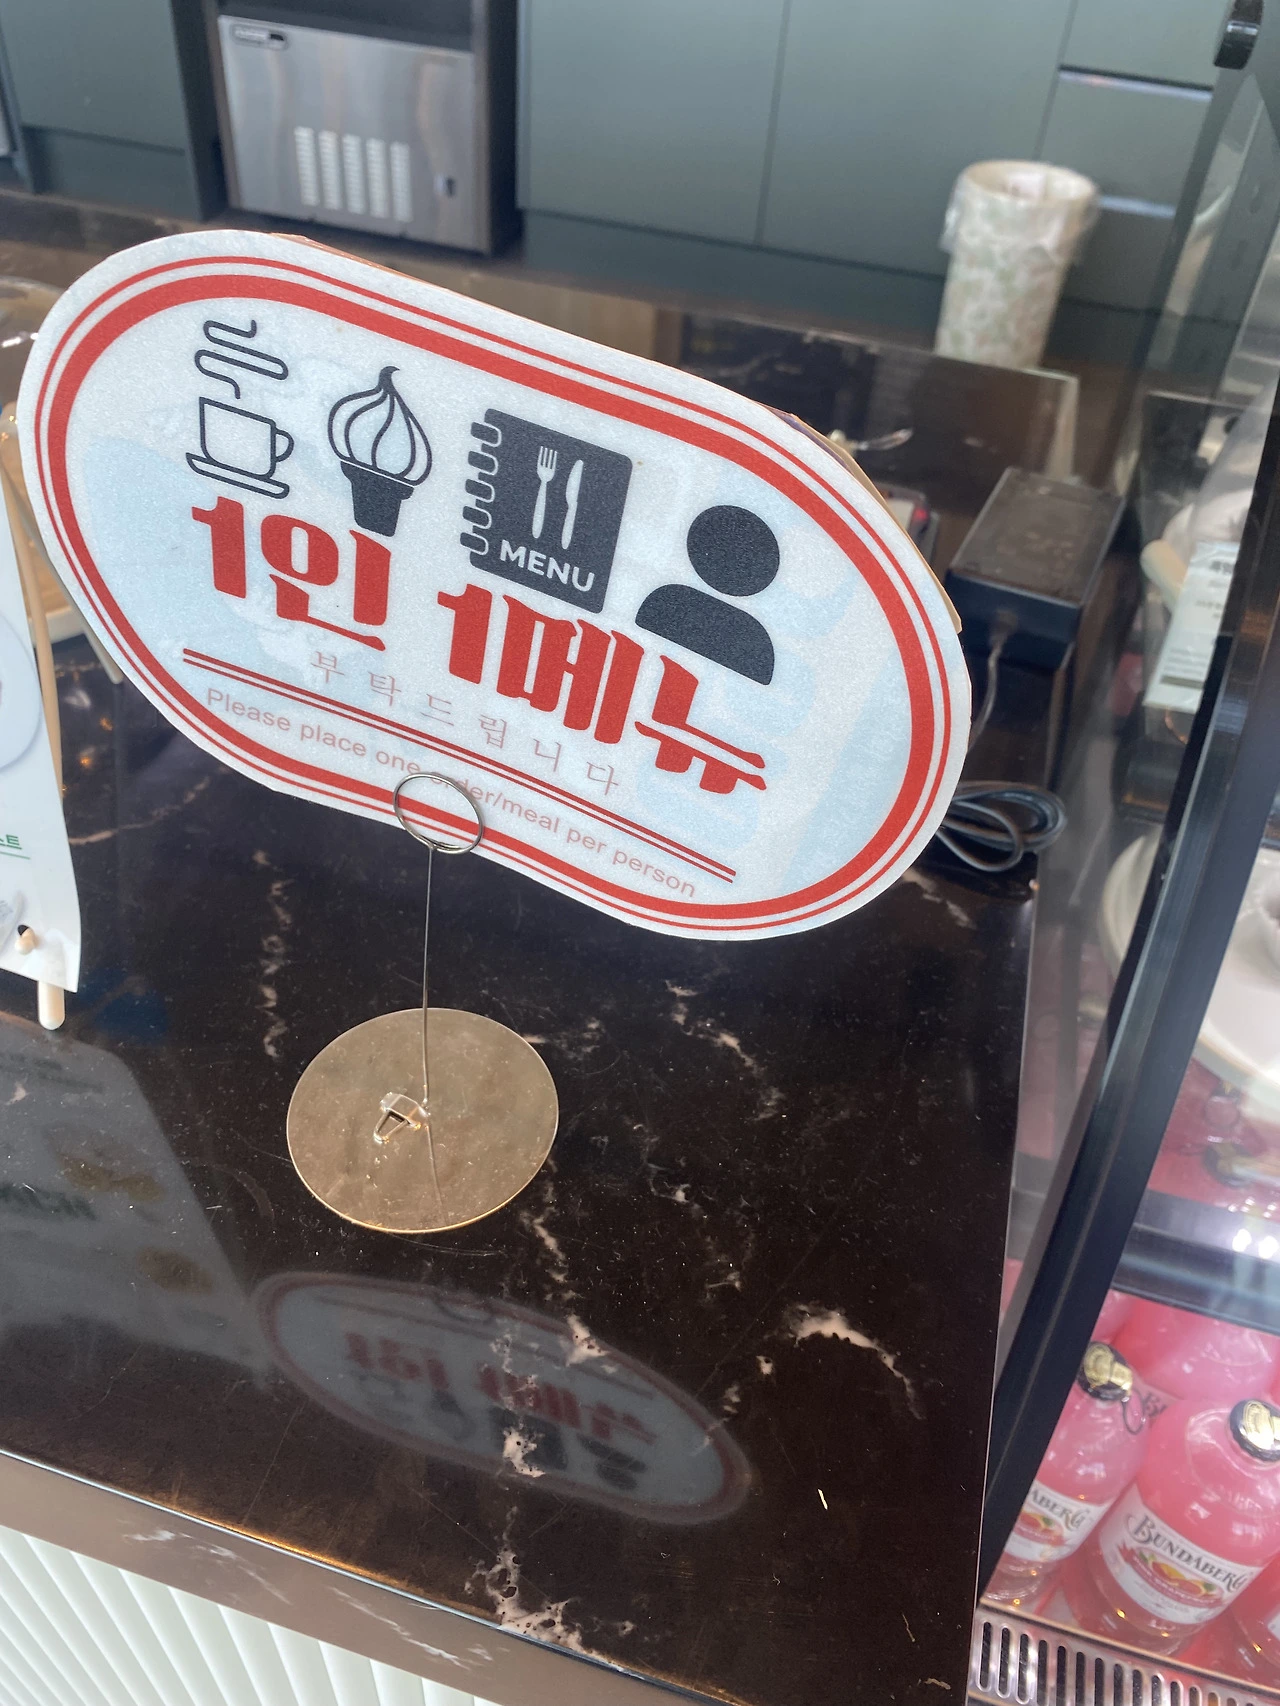 MENU
1인 1메뉴
부탁드립니다
Please place one order/meal per person
BUNDABERG